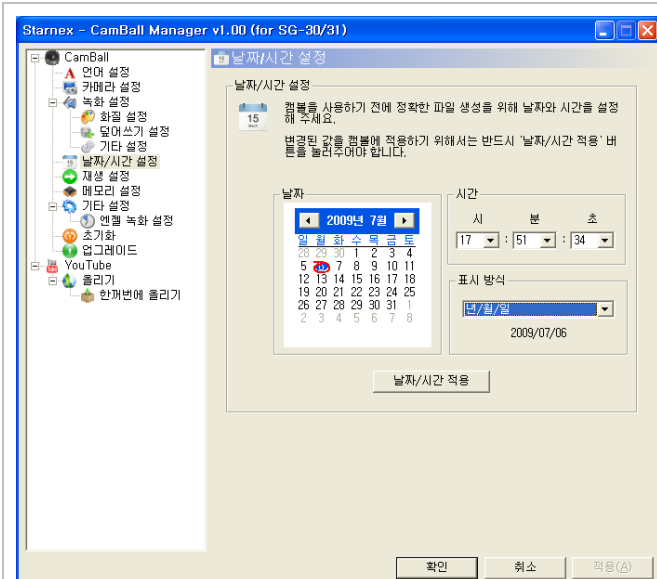 Starnex - CamBall Manager v1.00 (for SG-30/31)
CamBall
언어 설정
카메라 설정
녹화 설정
화질 설정
덮어쓰기 설정
기타 설정
날짜/시간 설정
재생 설정
메모리 설정
기타 설정
엔젤 녹화 설정
초기화
업그레이드
YouTube
올리기
한꺼번에 올리기
날짜/시간 설정
날짜/시간 설정
15
캠볼을 사용하기 전에 정확한 파일 생성을 위해 날짜와 시간을 설정
해 주세요.
변경된 값을 캠볼에 적용하기 위해서는 반드시 '날짜/시간 적용' 버
튼을 눌러주어야 합니다.
날짜
2009년 7월
일 월 화 수 목 금 토
28 29 30 1 2 3 4
5 6 7 8 9 10 11
12 13 14 15 16 17 18
19 20 21 22 23 24 25
26 27 28 29 30 31 1
2 3 4 5 6 7 8
시간
시 분 초
17 : 51 : 34
표시 방식
년/월/일
2009/07/06
날짜/시간 적용
확인 취소 적용(A)